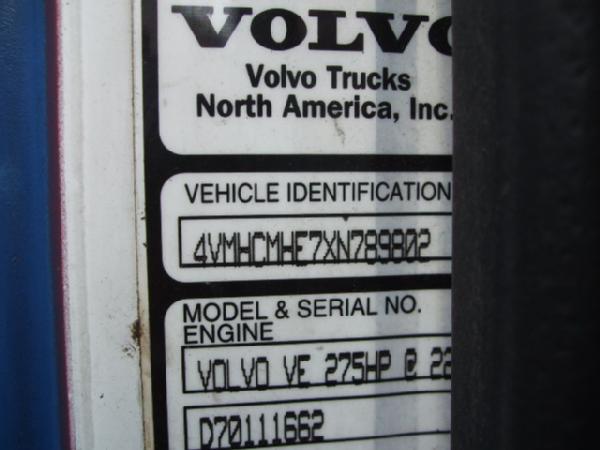 VOLVO
Volvo Trucks
North America, Inc.
VEHICLE IDENTIFICATION
4VMHCMHE7XN789802
MODEL & SERIAL NO.
ENGINE
VOLVO VE 275HP @ 22
D70111662